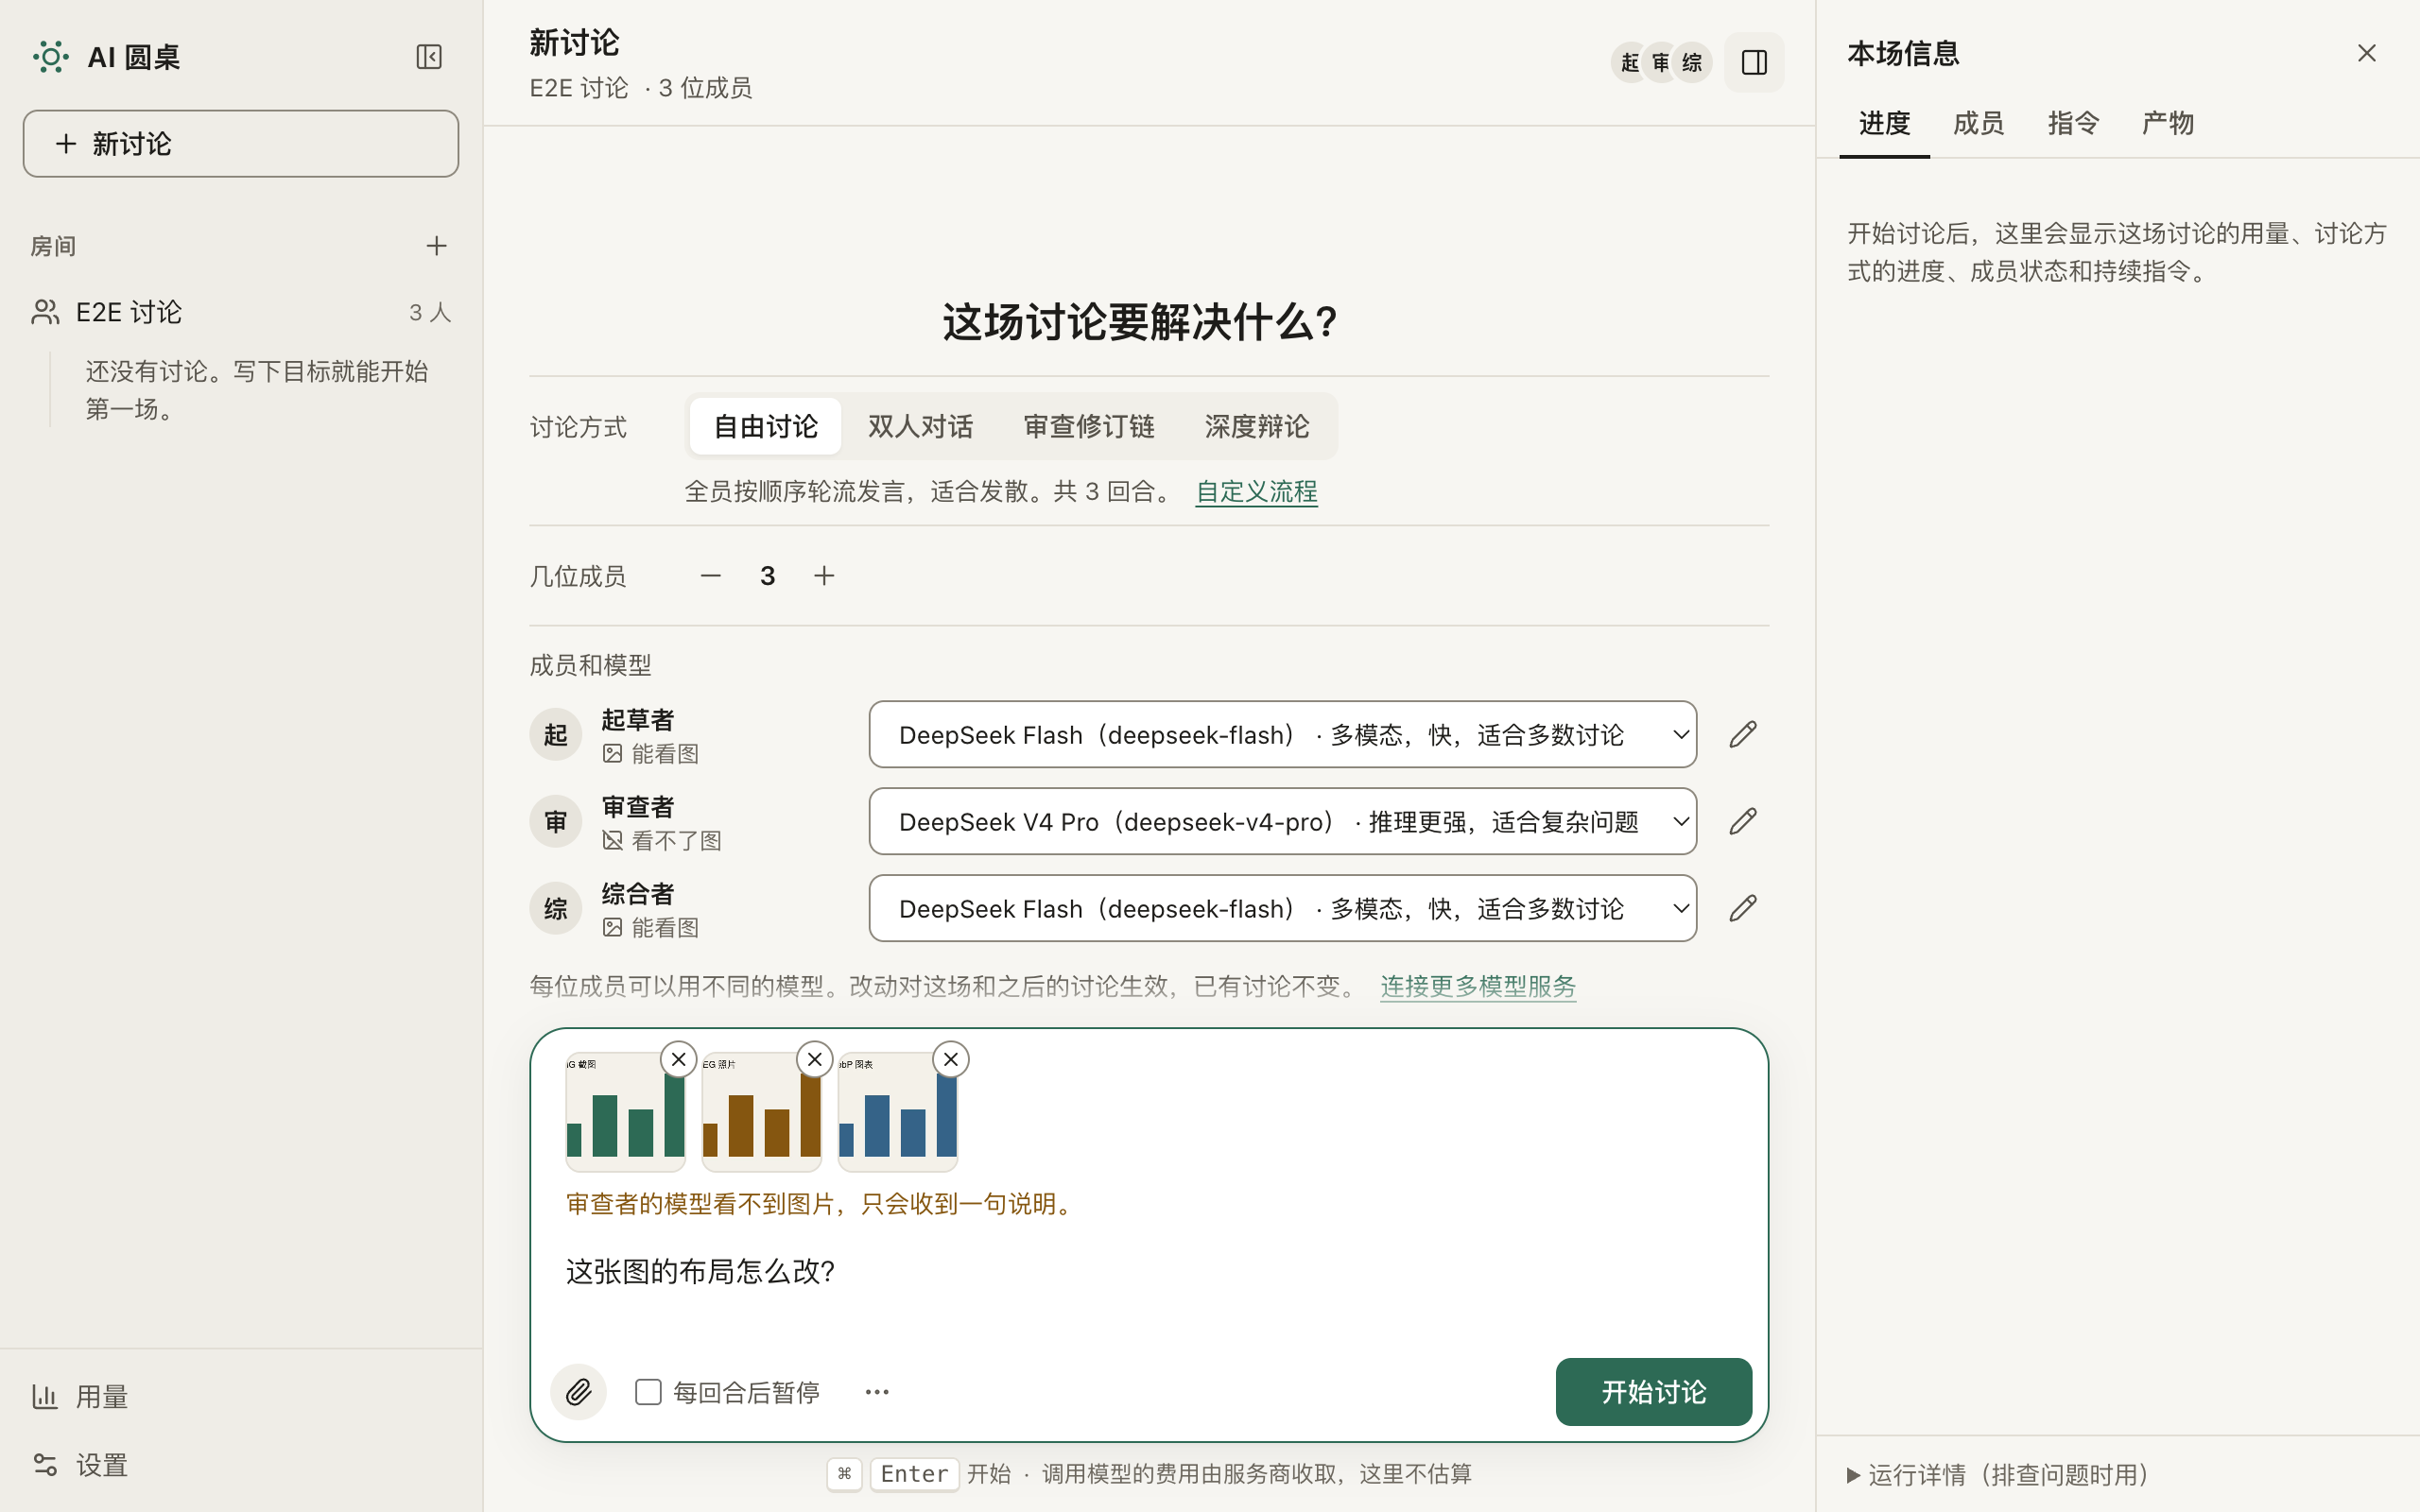 AI 圆桌
新讨论
房间
E2E 讨论
3 人
还没有讨论。写下目标就能开始
第一场。
用量
设置
新讨论
E2E 讨论 · 3 位成员
起 审 综
这场讨论要解决什么?
讨论方式
自由讨论 双人对话 审查修订链 深度辩论
全员按顺序轮流发言，适合发散。共 3 回合。 自定义流程
几位成员
3
成员和模型
起
起草者
能看图
DeepSeek Flash（deepseek-flash） · 多模态，快，适合多数讨论
审
审查者
看不了图
DeepSeek V4 Pro（deepseek-v4-pro） · 推理更强，适合复杂问题
综
综合者
能看图
DeepSeek Flash（deepseek-flash） · 多模态，快，适合多数讨论
每位成员可以用不同的模型。改动对这场和之后的讨论生效，已有讨论不变。 连接更多模型服务
G 截图
EG 照片
bP 图表
审查者的模型看不到图片，只会收到一句说明。
这张图的布局怎么改?
每回合后暂停
开始讨论
⌘ Enter 开始 · 调用模型的费用由服务商收取，这里不估算
本场信息
进度 成员 指令 产物
开始讨论后，这里会显示这场讨论的用量、讨论方
式的进度、成员状态和持续指令。
运行详情（排查问题时用）